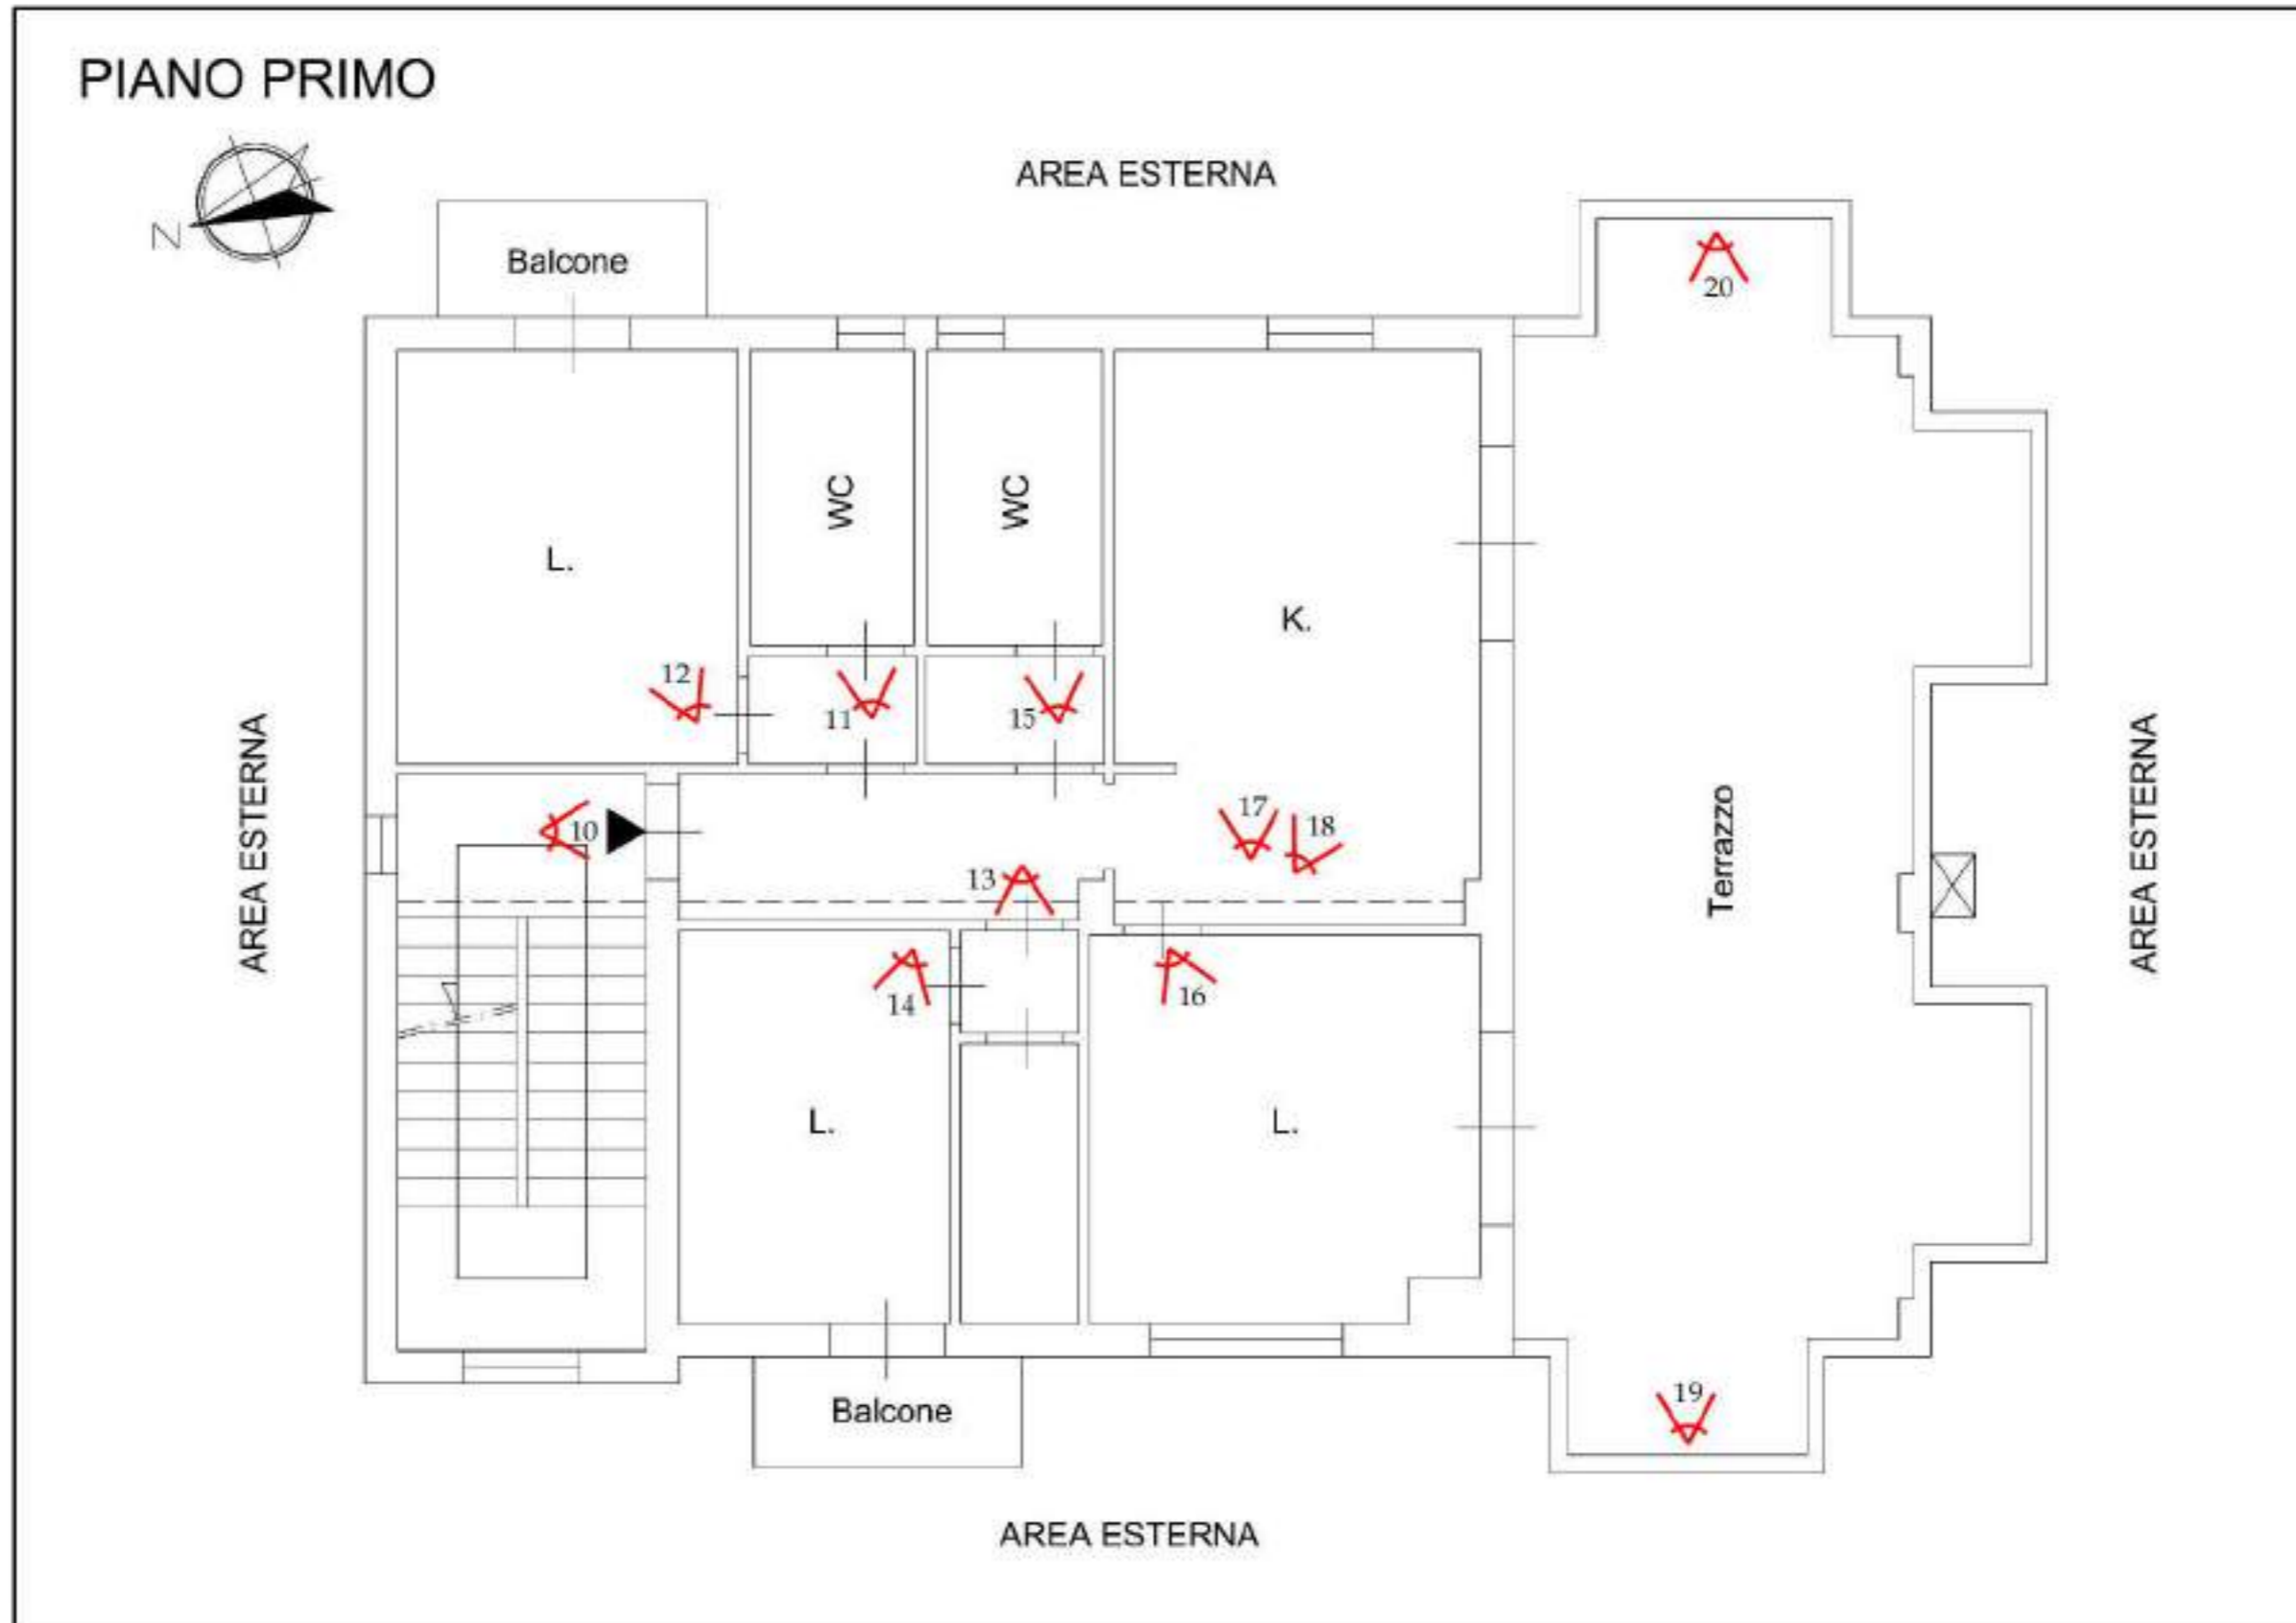 PIANO PRIMO
N
AREA ESTERNA
Balcone
20
WC
WC
L.
K.
12
11
15
AREA ESTERNA
10
17
18
13
Terrazzo
AREA ESTERNA
14
16
L.
L.
19
Balcone
AREA ESTERNA